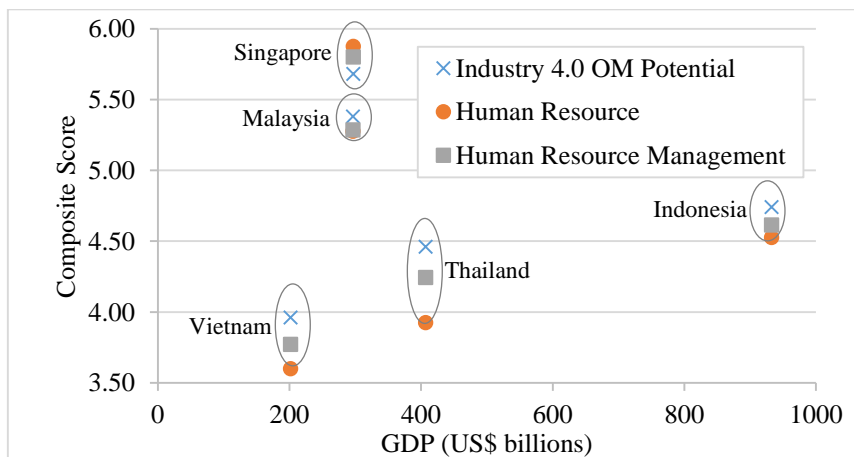 6.00
5.50
5.00
4.50
4.00
3.50
Composite Score
Singapore
Malaysia
Indonesia
Thailand
Vietnam
Industry 4.0 OM Potential
Human Resource
Human Resource Management
0 200 400 600 800 1000
GDP (US$ billions)